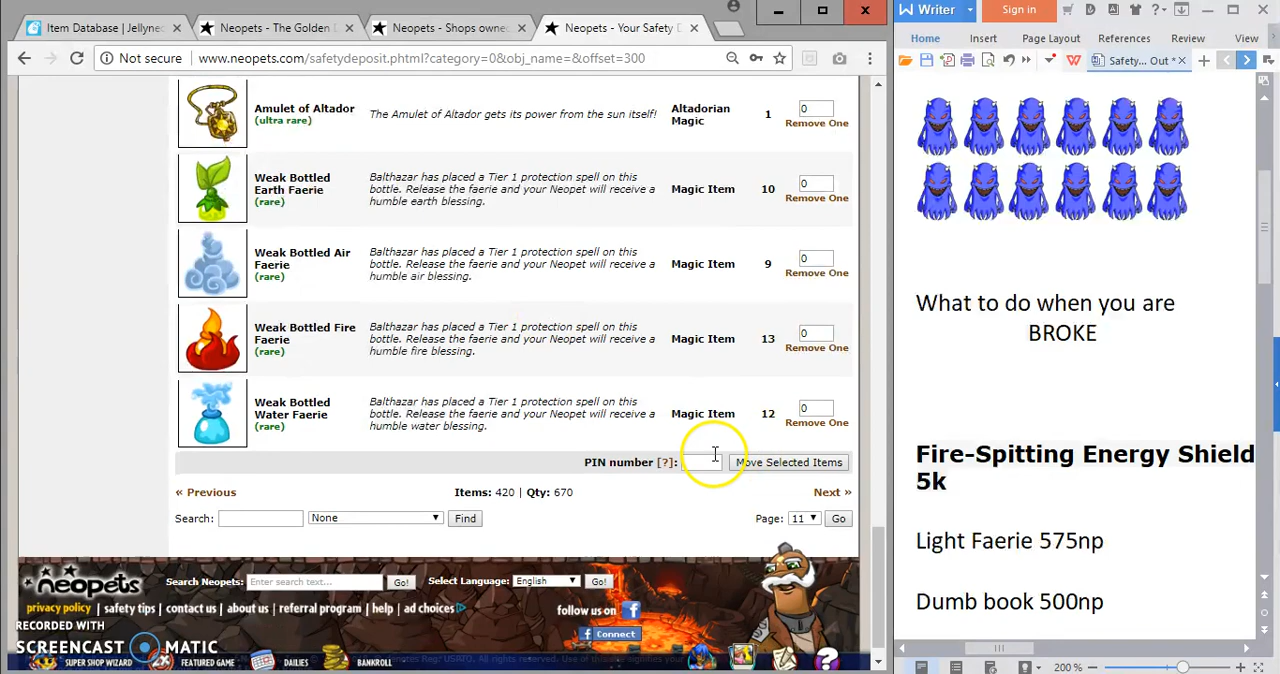 Item Database | Jellyne
Neopets - The Golden D
Neopets - Shops owned
Neopets - Your Safety D
Not secure | www.neopets.com/safetydeposit.phtml?category=0&obj_name=&offset=300
Amulet of Altador
(ultra rare)
The Amulet of Altador gets its power from the sun itself!
Altadorian
Magic
1
0
Remove One
Weak Bottled
Earth Faerie
(rare)
Balthazar has placed a Tier 1 protection spell on this
bottle. Release the faerie and your Neopet will receive a
humble earth blessing.
Magic Item
10
0
Remove One
Weak Bottled Air
Faerie
(rare)
Balthazar has placed a Tier 1 protection spell on this
bottle. Release the faerie and your Neopet will receive a
humble air blessing.
Magic Item
9
0
Remove One
Weak Bottled Fire
Faerie
(rare)
Balthazar has placed a Tier 1 protection spell on this
bottle. Release the faerie and your Neopet will receive a
humble fire blessing.
Magic Item
13
0
Remove One
Weak Bottled
Water Faerie
(rare)
Balthazar has placed a Tier 1 protection spell on this
bottle. Release the faerie and your Neopet will receive a
humble water blessing.
Magic Item
12
0
Remove One
PIN number [?]: Move Selected Items
« Previous Items: 420 | Qty: 670 Next »
Search: None Find Page: 11 Go
neopets Search Neopets: Enter search text... Go! Select Language: English Go!
privacy policy | safety tips | contact us | about us | referral program | help | ad choices
follow us on
Connect
RECORDED WITH
SCREENCAST MATIC
SUPER SHOP WIZARD FEATURED GAME DAILIES BANKROLL
Writer Sign in
Home Insert Page Layout References Review View
Safety... Out *
What to do when you are
BROKE
Fire-Spitting Energy Shield
5k
Light Faerie 575np
Dumb book 500np
200 %